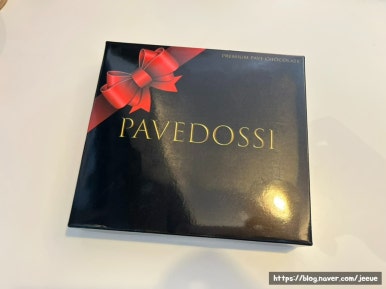 PREMIUM PAVE CHOCOLATE
PAVEDOSSI
https://blog.naver.com/jeeue